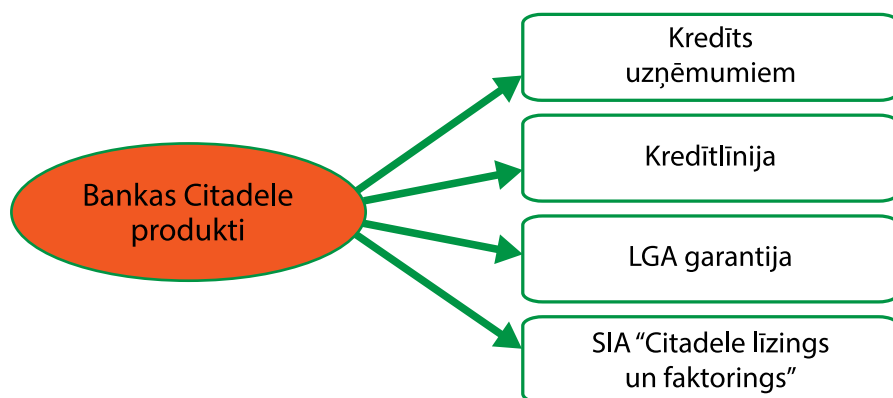 Bankas Citadele
produkti
Kredīts
uzņēmumiem
Kredītlīnija
LGA garantija
SIA “Citadele līzings
un faktorings”